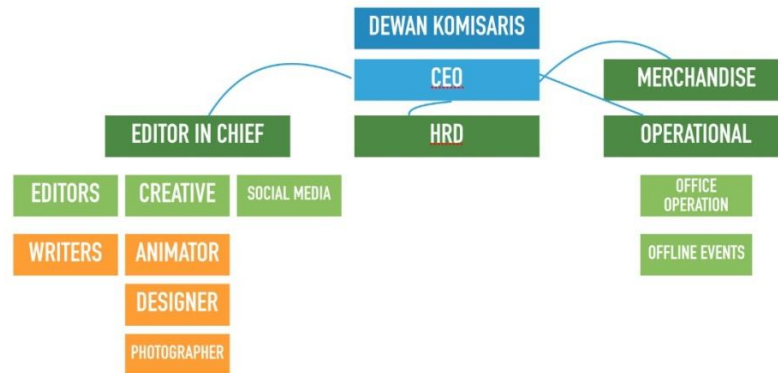 DEWAN KOMISARIS
CEO
MERCHANDISE
EDITOR IN CHIEF
HRD
OPERATIONAL
EDITORS
CREATIVE
SOCIAL MEDIA
OFFICE
OPERATION
WRITERS
ANIMATOR
OFFLINE EVENTS
DESIGNER
PHOTOGRAPHER